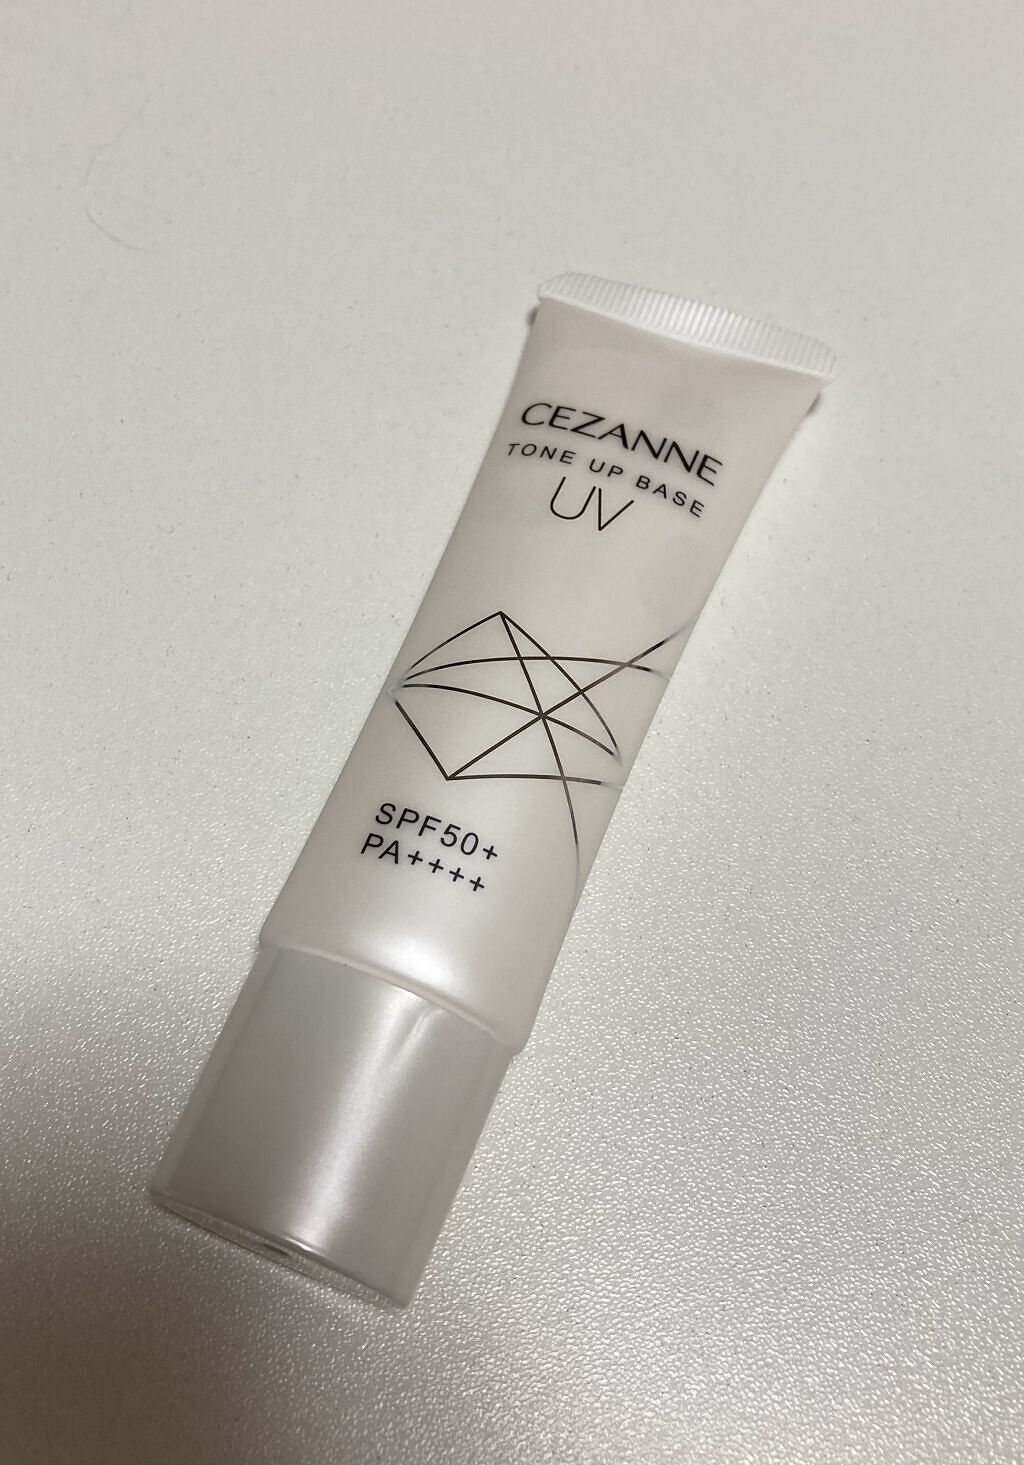 CEZANNE
TONE UP BASE
UV
SPF50+
PA++++